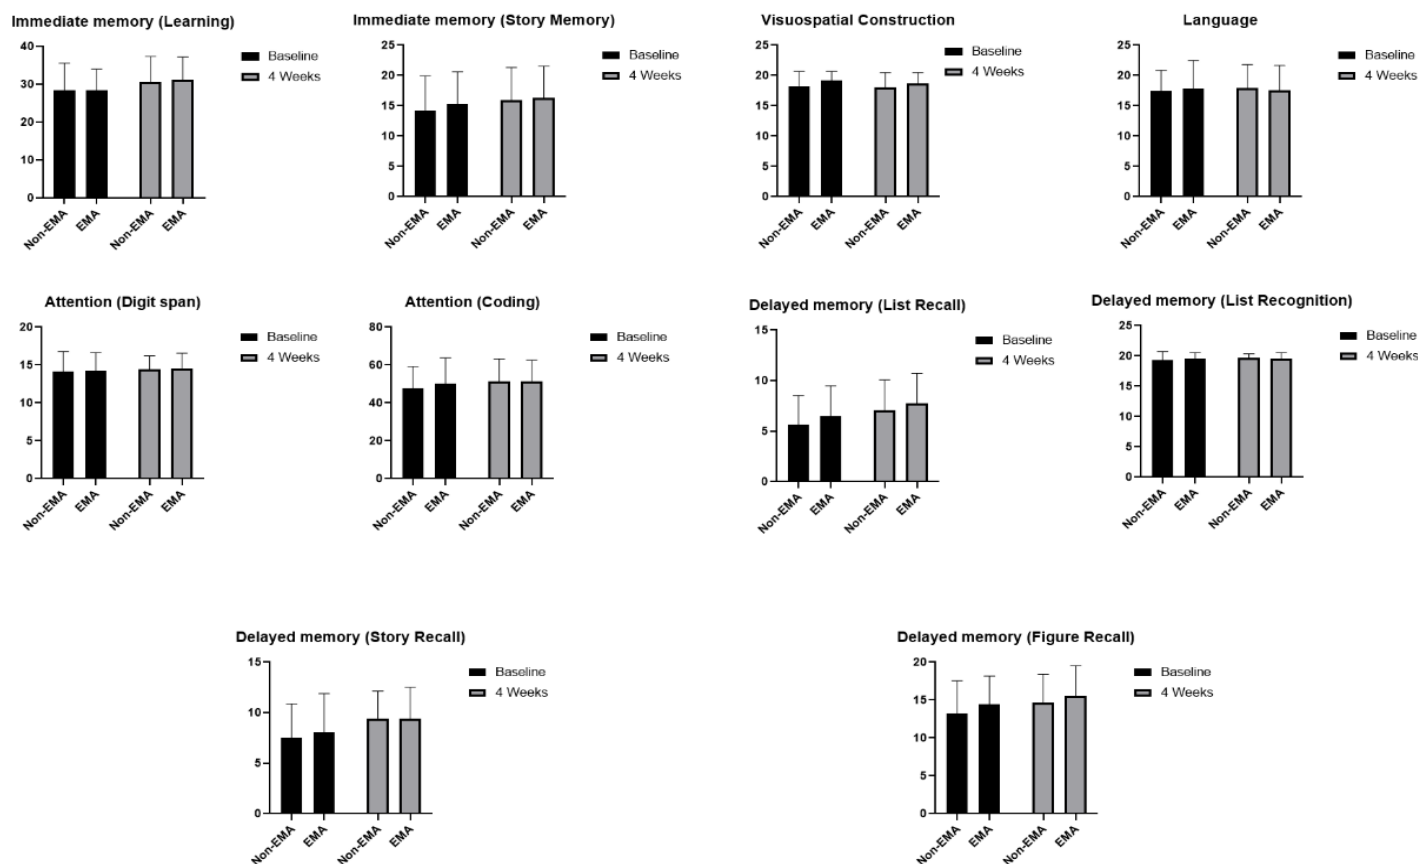 Immediate memory (Learning)
40
30
20
10
0
Non-EMA
EMA
Non-EMA
EMA
Baseline
4 Weeks
Immediate memory (Story Memory)
25
20
15
10
5
0
Non-EMA
EMA
Non-EMA
EMA
Baseline
4 Weeks
Visuospatial Construction
25
20
15
10
5
0
Non-EMA
EMA
Non-EMA
EMA
Baseline
4 Weeks
Language
25
20
15
10
5
0
Non-EMA
EMA
Non-EMA
EMA
Baseline
4 Weeks
Attention (Digit span)
20
15
10
5
0
Non-EMA
EMA
Non-EMA
EMA
Baseline
4 Weeks
Attention (Coding)
80
60
40
20
0
Non-EMA
EMA
Non-EMA
EMA
Baseline
4 Weeks
Delayed memory (List Recall)
15
10
5
0
Non-EMA
EMA
Non-EMA
EMA
Baseline
4 Weeks
Delayed memory (List Recognition)
25
20
15
10
5
0
Non-EMA
EMA
Non-EMA
EMA
Baseline
4 Weeks
Delayed memory (Story Recall)
15
10
5
0
Non-EMA
EMA
Non-EMA
EMA
Baseline
4 Weeks
Delayed memory (Figure Recall)
20
15
10
5
0
Non-EMA
EMA
Non-EMA
EMA
Baseline
4 Weeks